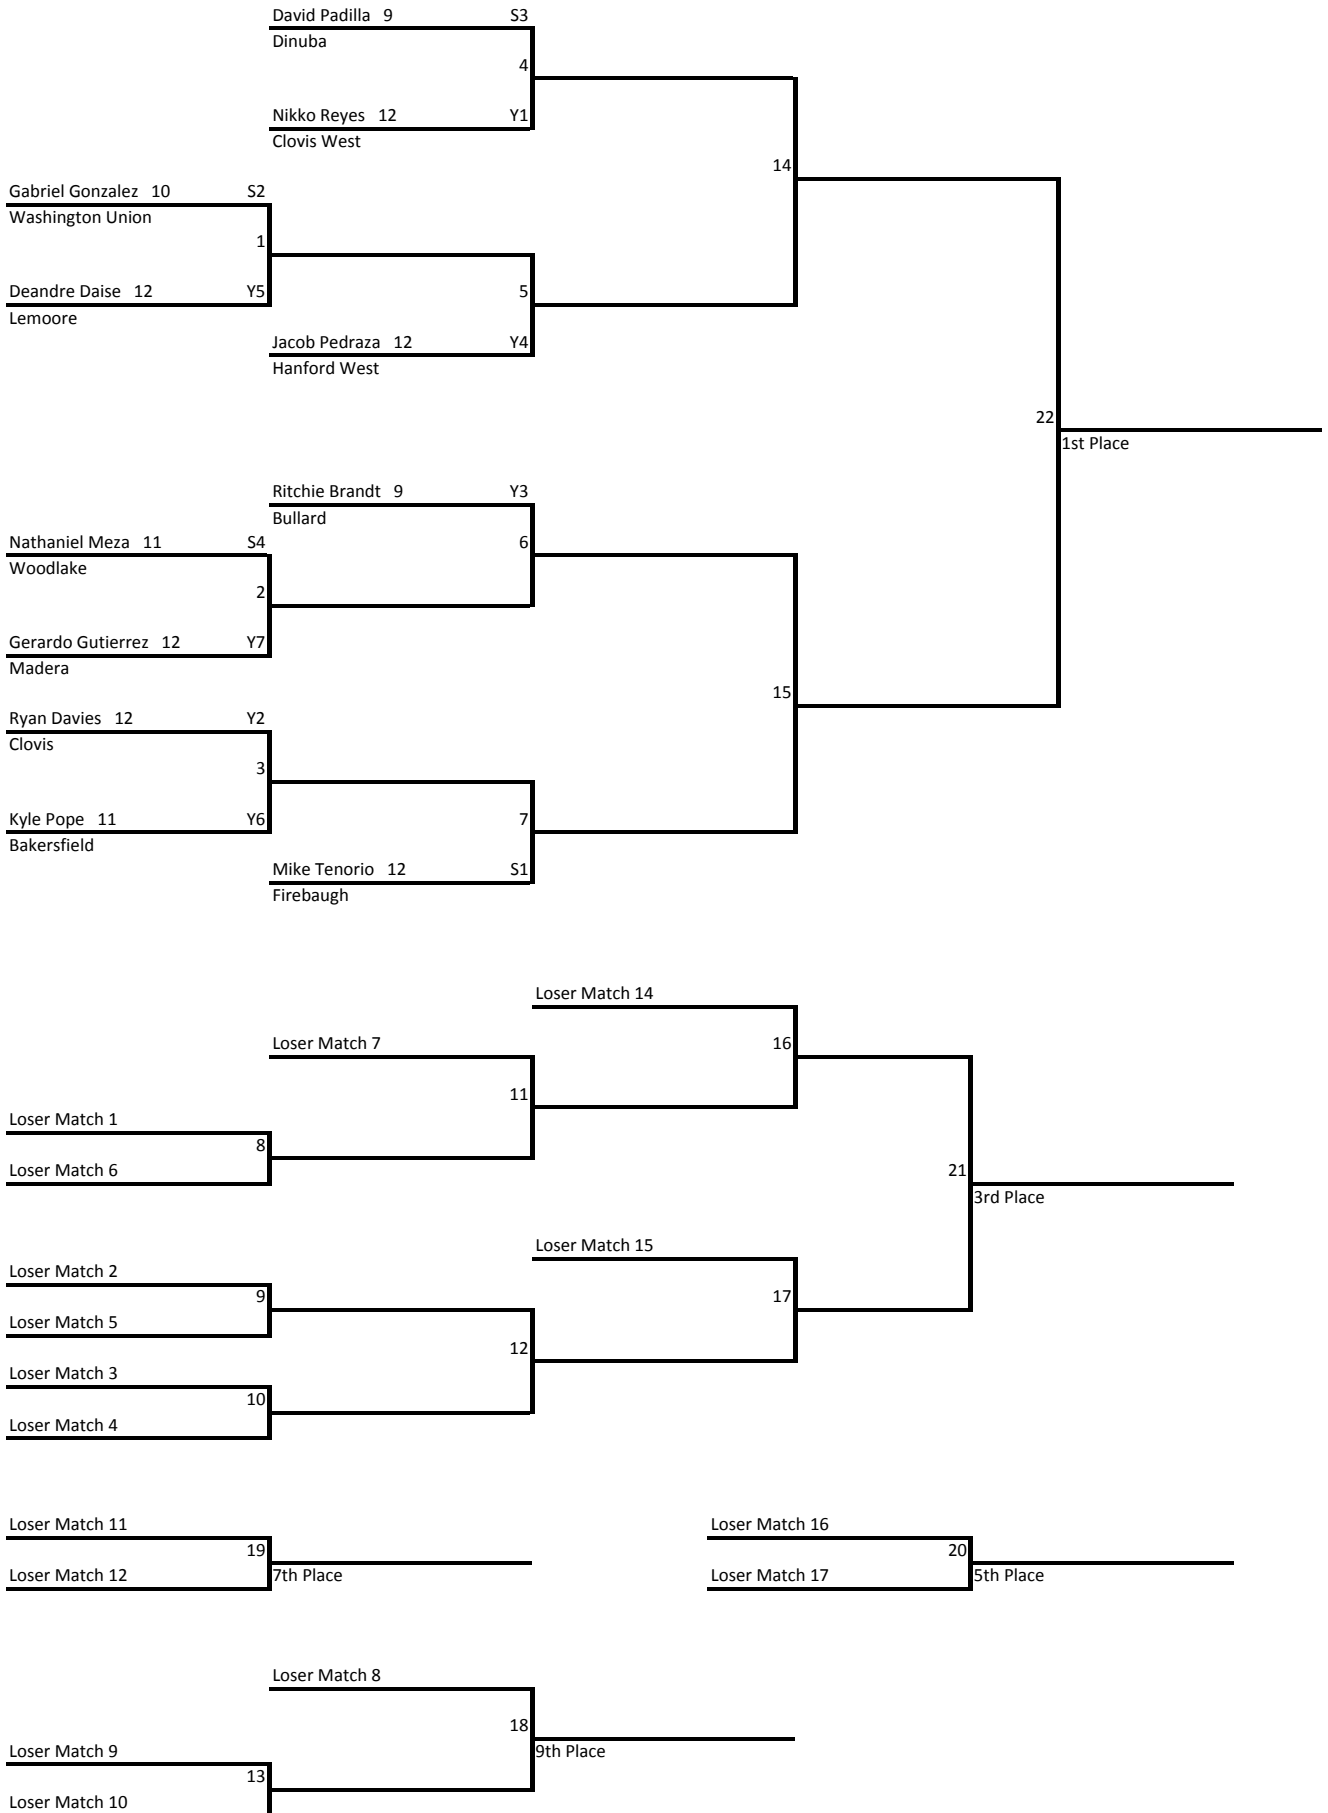 David Padilla 9 S3
Dinuba
4
Nikko Reyes 12 Y1
Clovis West
14
Gabriel Gonzalez 10 S2
Washington Union
1
Deandre Daise 12 Y5
5
Lemoore
Jacob Pedraza 12 Y4
Hanford West
22
1st Place
Ritchie Brandt 9 Y3
Bullard
Nathaniel Meza 11 S4
6
Woodlake
2
Gerardo Gutierrez 12 Y7
Madera
15
Ryan Davies 12 Y2
Clovis
3
Kyle Pope 11 Y6
7
Bakersfield
Mike Tenorio 12 S1
Firebaugh
Loser Match 14
Loser Match 7
16
11
Loser Match 1
8
Loser Match 6
21
3rd Place
Loser Match 15
Loser Match 2
9
17
Loser Match 5
12
Loser Match 3
10
Loser Match 4
Loser Match 11
Loser Match 16
19
20
Loser Match 12
7th Place
Loser Match 17
5th Place
Loser Match 8
18
Loser Match 9
9th Place
13
Loser Match 10